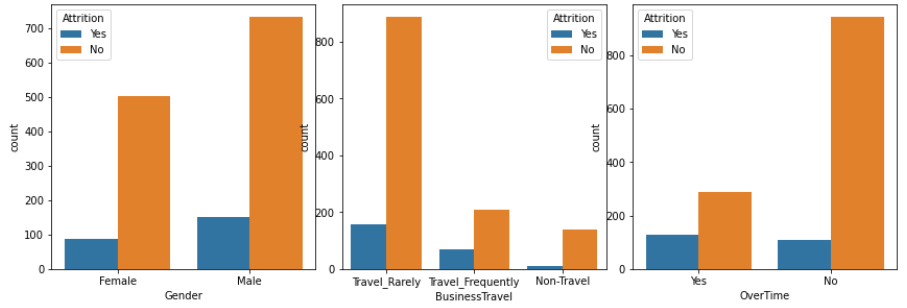 Attrition
Yes
No
700
600
500
400
300
200
100
0
count
Female
Male
Gender
Attrition
Yes
No
800
600
400
200
0
count
Travel_Rarely
Travel_Frequently
Non-Travel
BusinessTravel
Attrition
Yes
No
800
600
400
200
0
count
Yes
No
OverTime